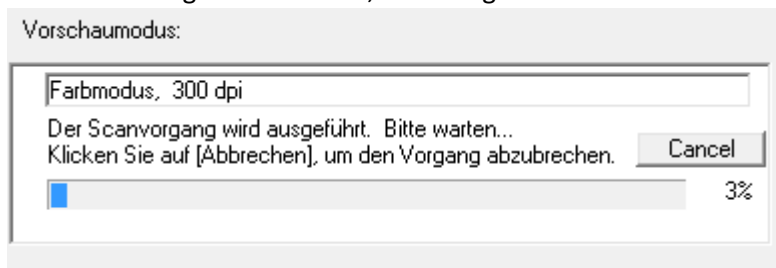 Vorschaumodus:
Farbmodus, 300 dpi
Der Scanvorgang wird ausgeführt. Bitte warten...
Klicken Sie auf [Abbrechen], um den Vorgang abzubrechen.
Cancel
3%